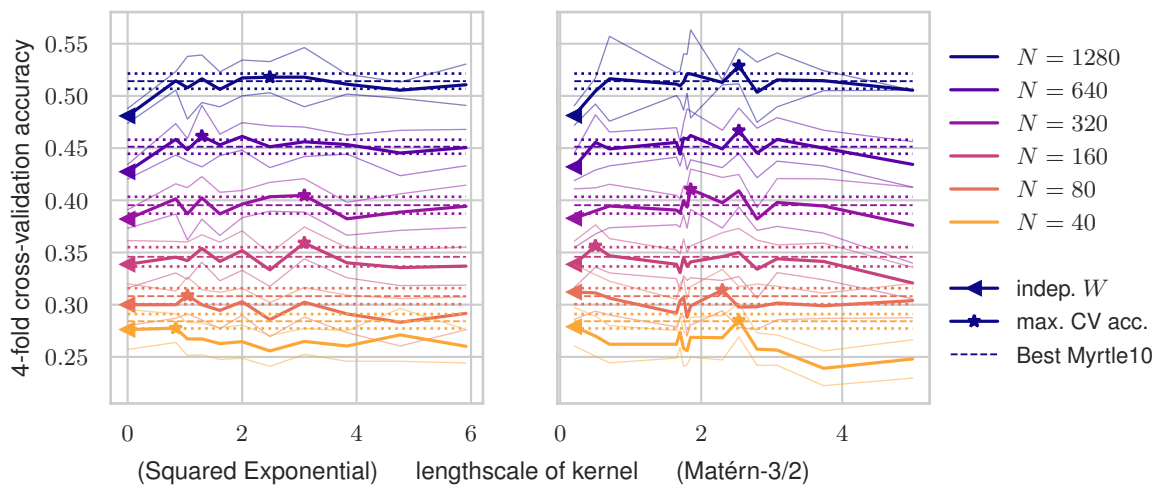 4-fold cross-validation accuracy
0.55
0.50
0.45
0.40
0.35
0.30
0.25
0 2 4 6
0 2 4
(Squared Exponential) lengthscale of kernel (Matérn-3/2)
N = 1280
N = 640
N = 320
N = 160
N = 80
N = 40
indep. W
max. CV acc.
Best Myrtle10